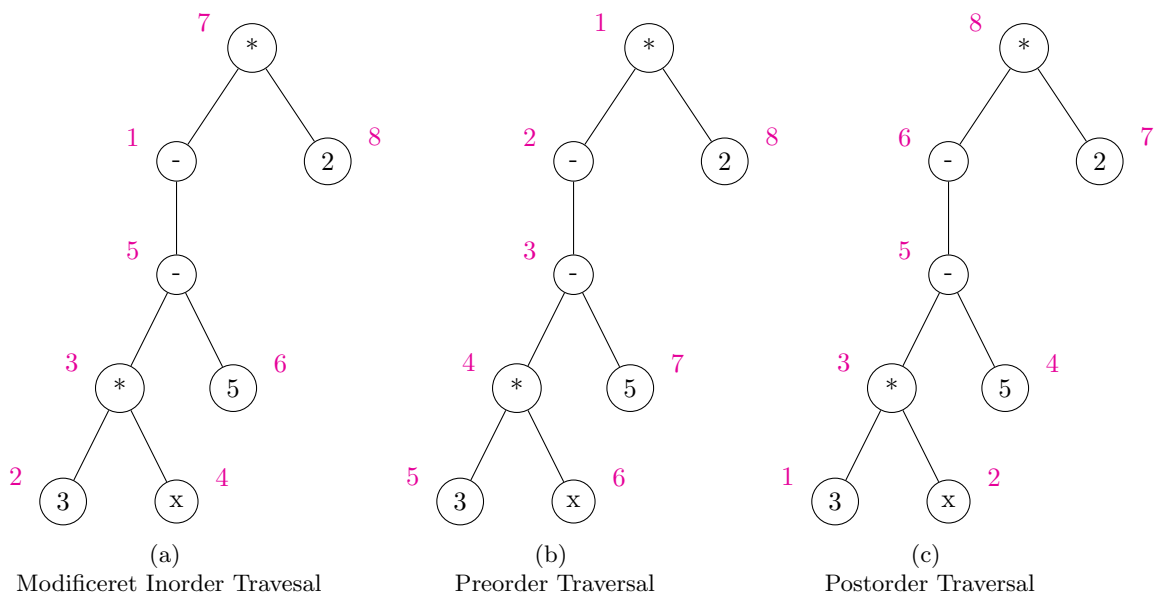 7 * 1 * 8 *
1 - 2 8 2 - 2 8 6 - 2 7
5 - 3 - 5 -
3 * 5 6 4 * 5 7 3 * 5 4
2 3 x 4 5 3 x 6 1 3 x 2
(a) (b) (c)
Modificeret Inorder Travesal Preorder Traversal Postorder Traversal